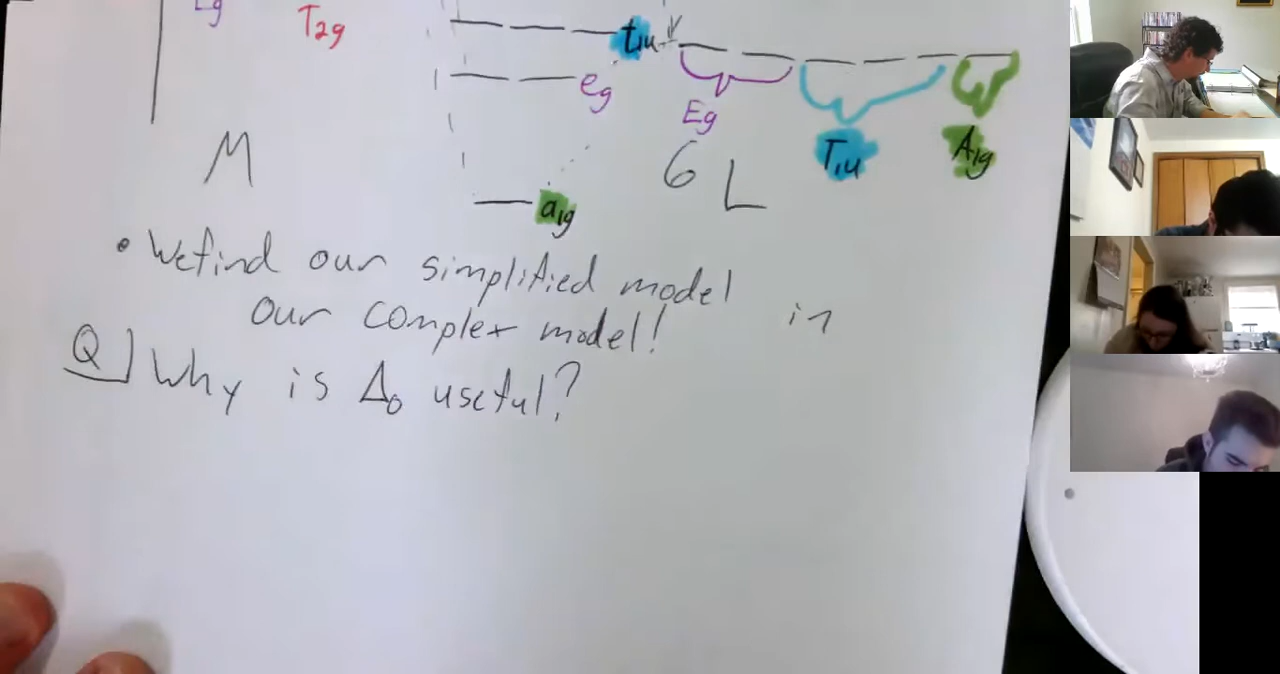 Eg
T2g
t1u
eg
Eg
T1u
A1g
M
6 L
a1g
• We find our simplified model in
our complex model!
Q] Why is Δo useful?